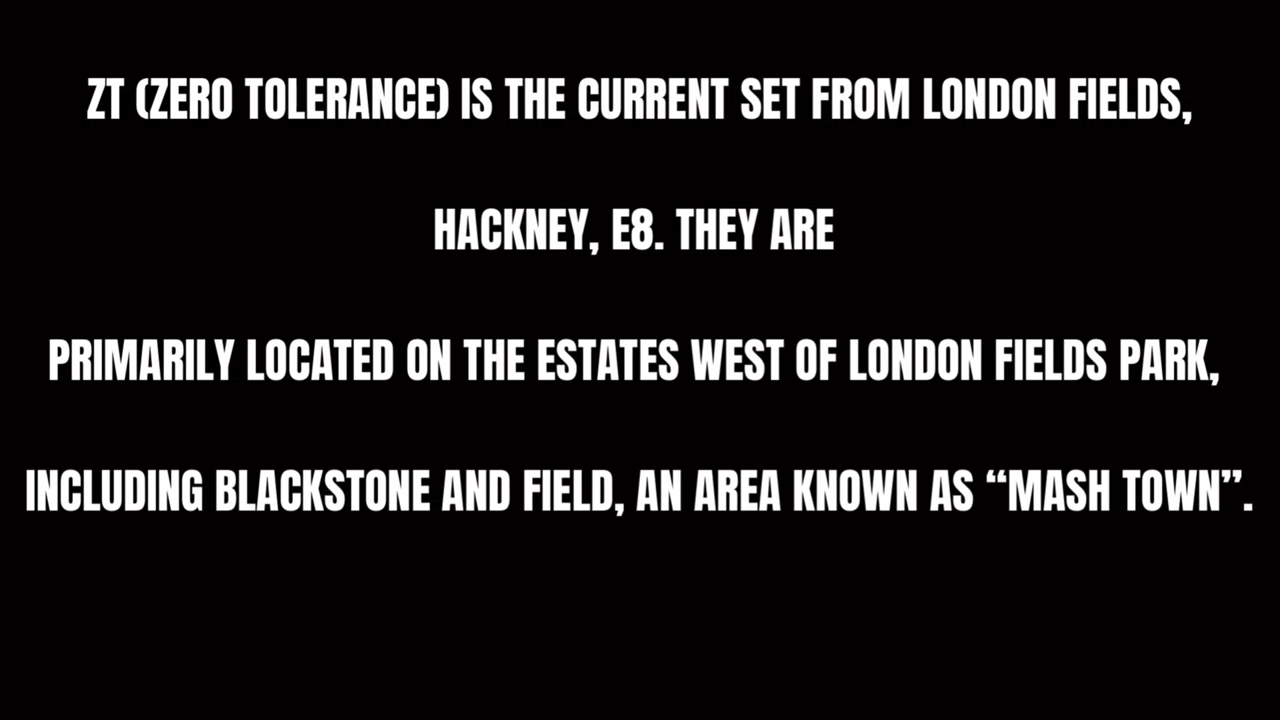 ZT (ZERO TOLERANCE) IS THE CURRENT SET FROM LONDON FIELDS,
HACKNEY, E8. THEY ARE
PRIMARILY LOCATED ON THE ESTATES WEST OF LONDON FIELDS PARK,
INCLUDING BLACKSTONE AND FIELD, AN AREA KNOWN AS “MASH TOWN”.